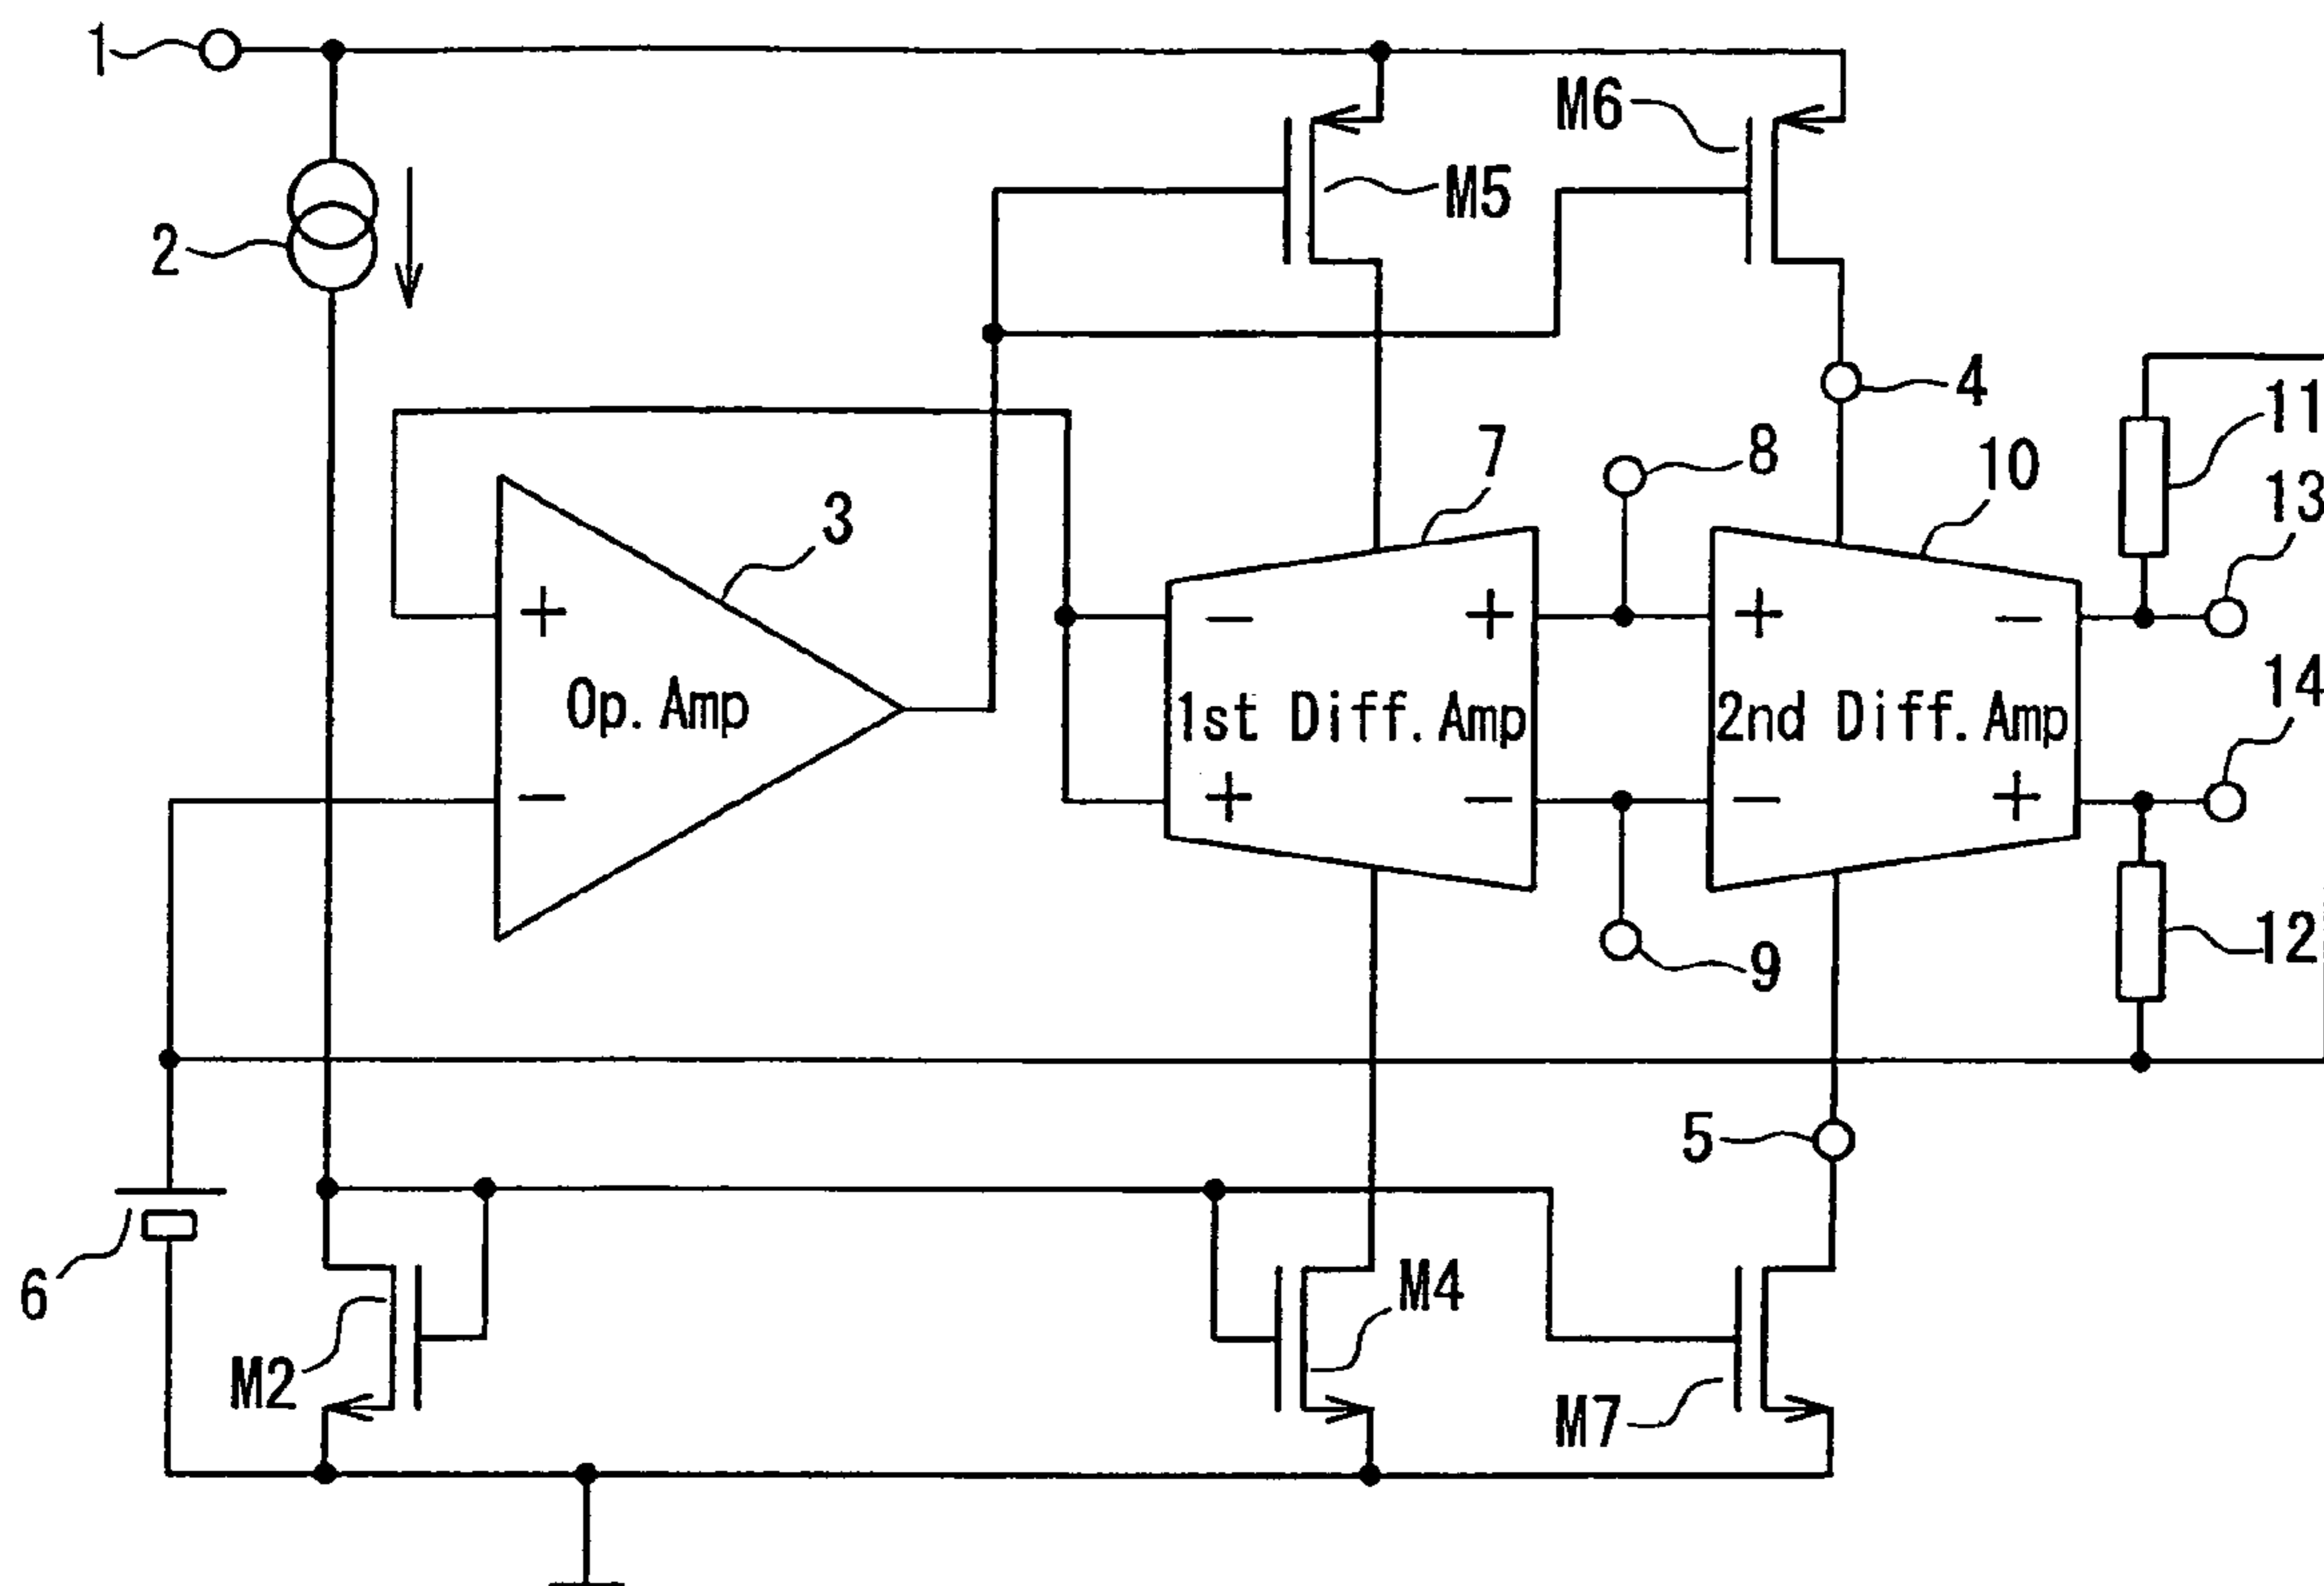 1
M6
M5
2
4
11
7
8
10
13
3
+
- + + -
Op. Amp
1st Diff. Amp
2nd Diff. Amp
14
-
+ - - +
12
9
5
6
M4
M2
M7